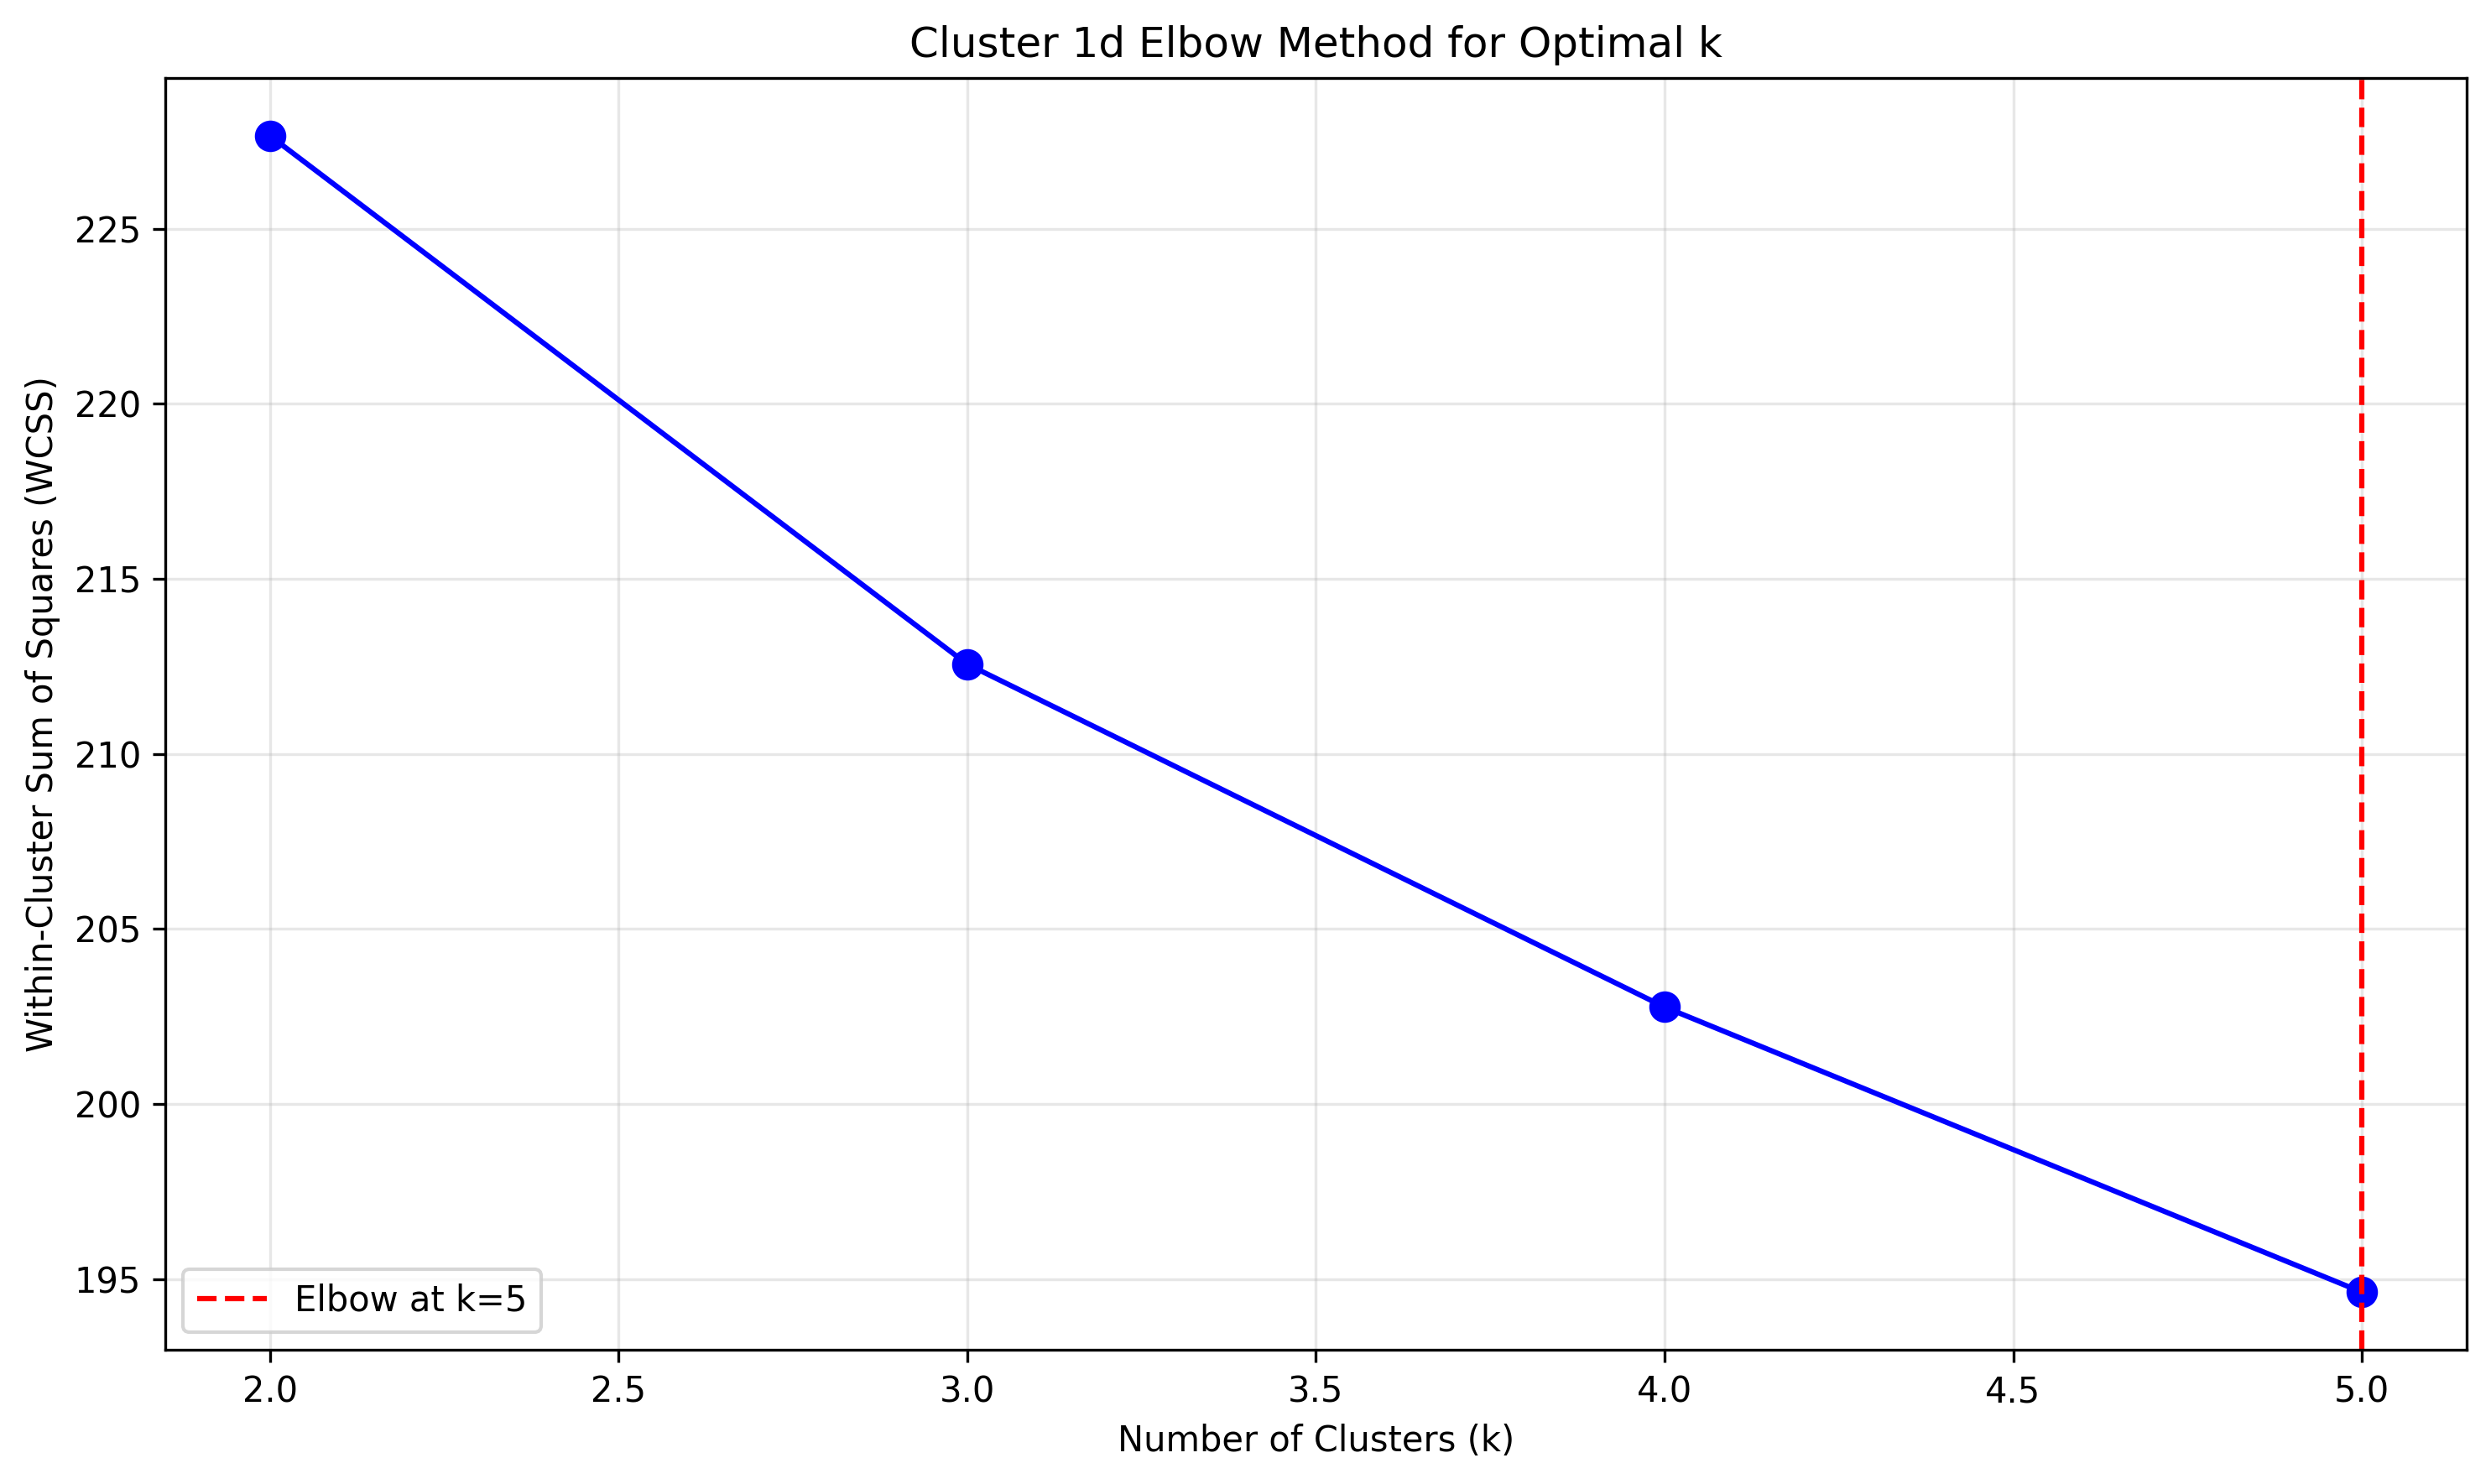 Cluster 1d Elbow Method for Optimal k
Within-Cluster Sum of Squares (WCSS)
225
220
215
210
205
200
195
Elbow at k=5
2.0 2.5 3.0 3.5 4.0 4.5 5.0
Number of Clusters (k)